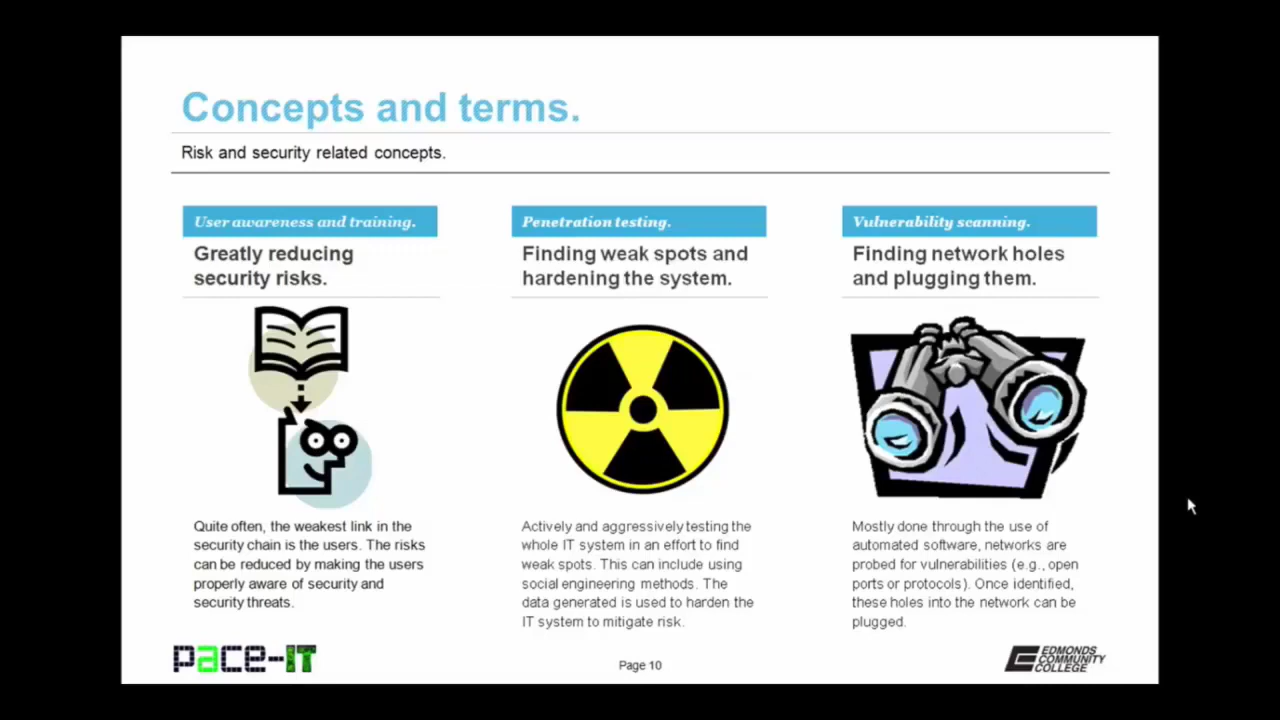 Concepts and terms.
Risk and security related concepts.
User awareness and training.
Greatly reducing
security risks.
Quite often, the weakest link in the
security chain is the users. The risks
can be reduced by making the users
properly aware of security and
security threats.
Penetration testing.
Finding weak spots and
hardening the system.
Actively and aggressively testing the
whole IT system in an effort to find
weak spots. This can include using
social engineering methods. The
data generated is used to harden the
IT system to mitigate risk.
Vulnerability scanning.
Finding network holes
and plugging them.
Mostly done through the use of
automated software, networks are
probed for vulnerabilities (e.g., open
ports or protocols). Once identified,
these holes into the network can be
plugged.
pace-IT
Page 10
EDMONDS
COMMUNITY
COLLEGE